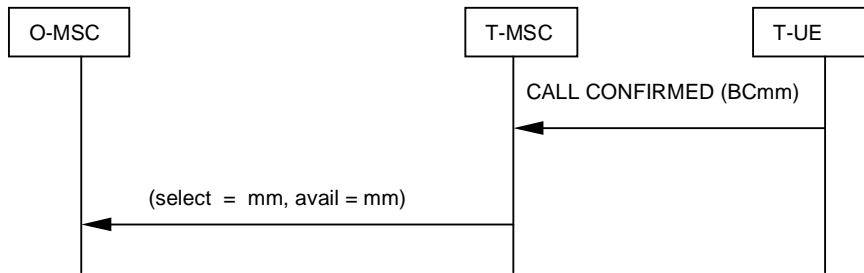 O-MSC
T-MSC
T-UE
CALL CONFIRMED (BCmm)
(select = mm, avail = mm)